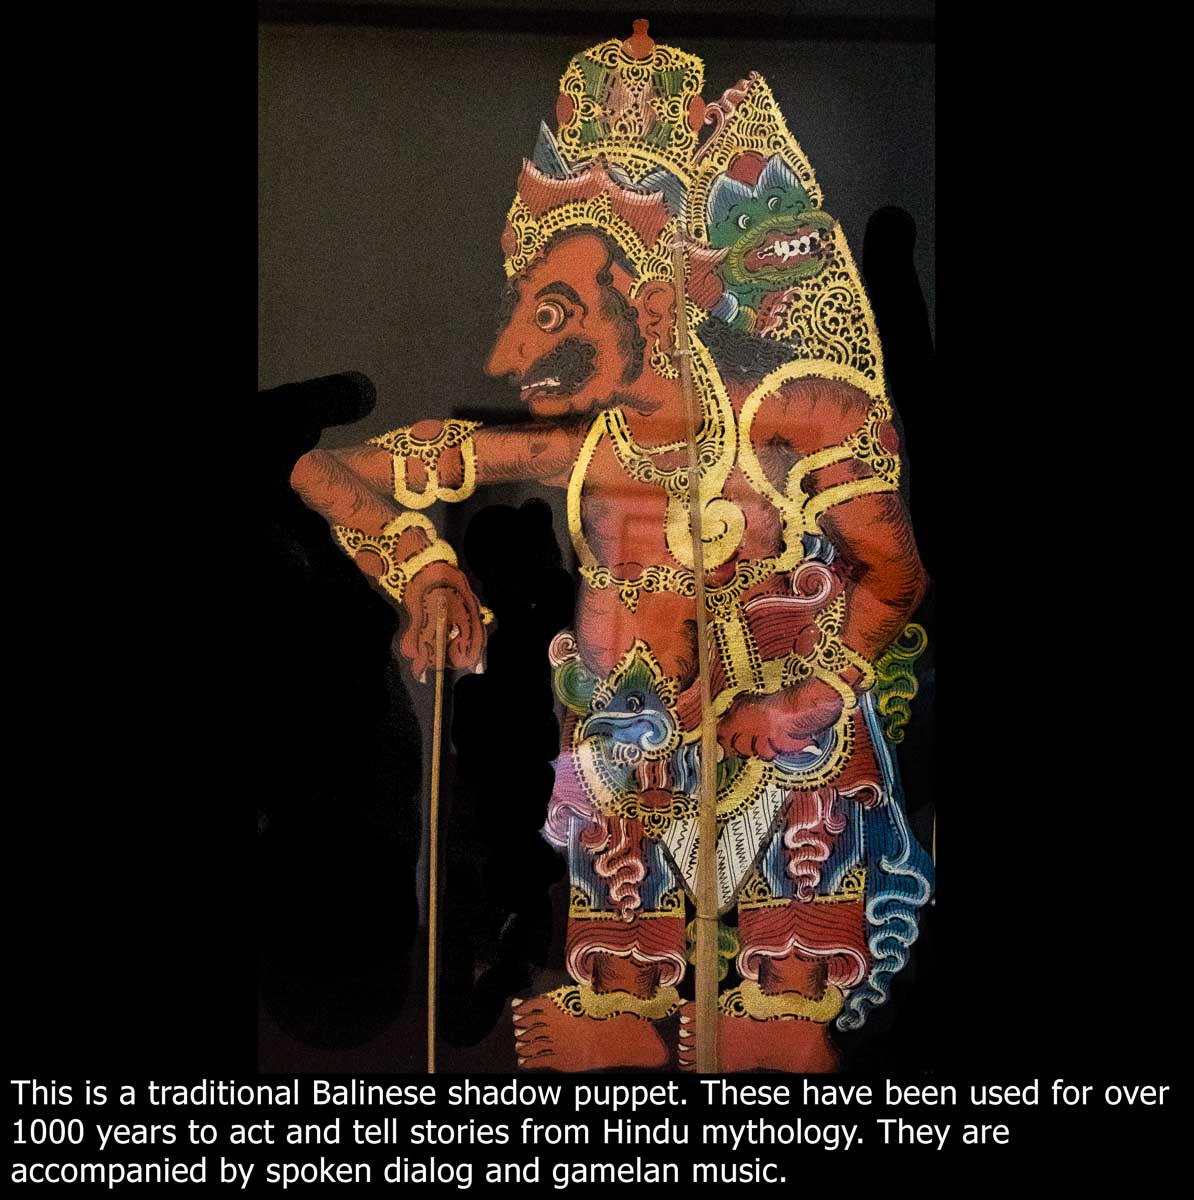 This is a traditional Balinese shadow puppet. These have been used for over
1000 years to act and tell stories from Hindu mythology. They are
accompanied by spoken dialog and gamelan music.